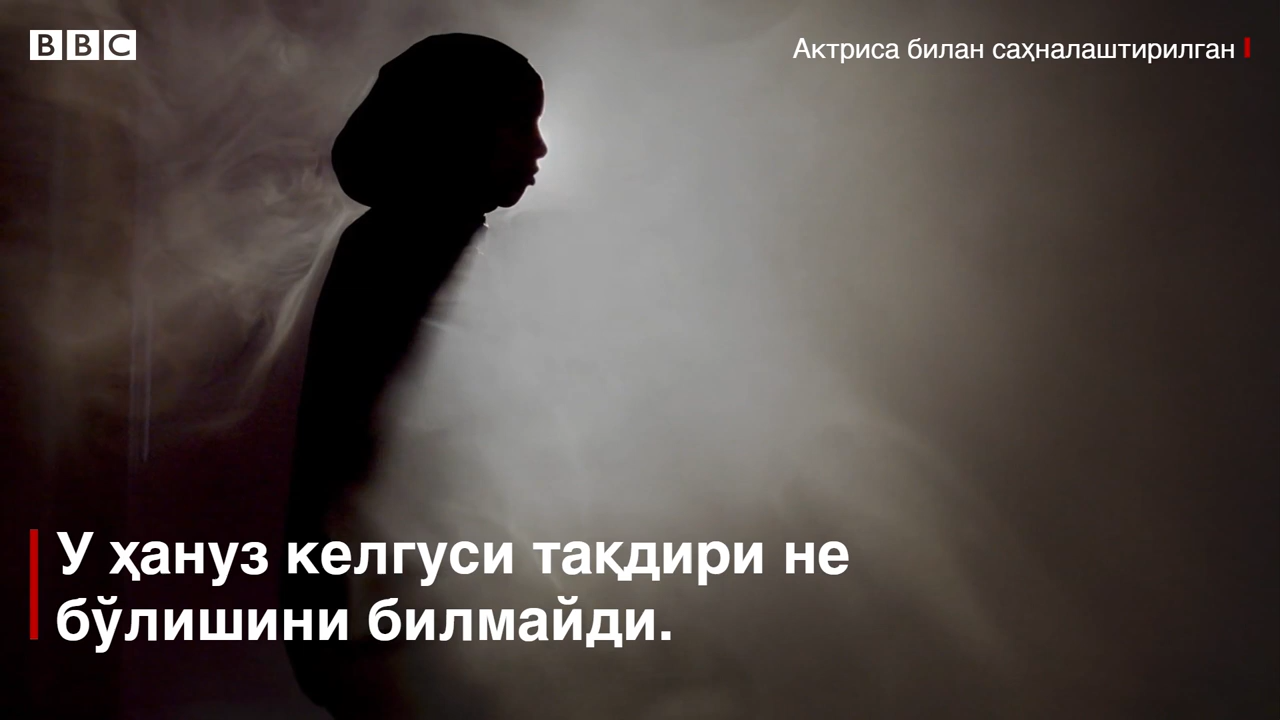 BBC
Актриса билан саҳналаштирилган
У ҳануз келгуси тақдири не
бўлишини билмайди.